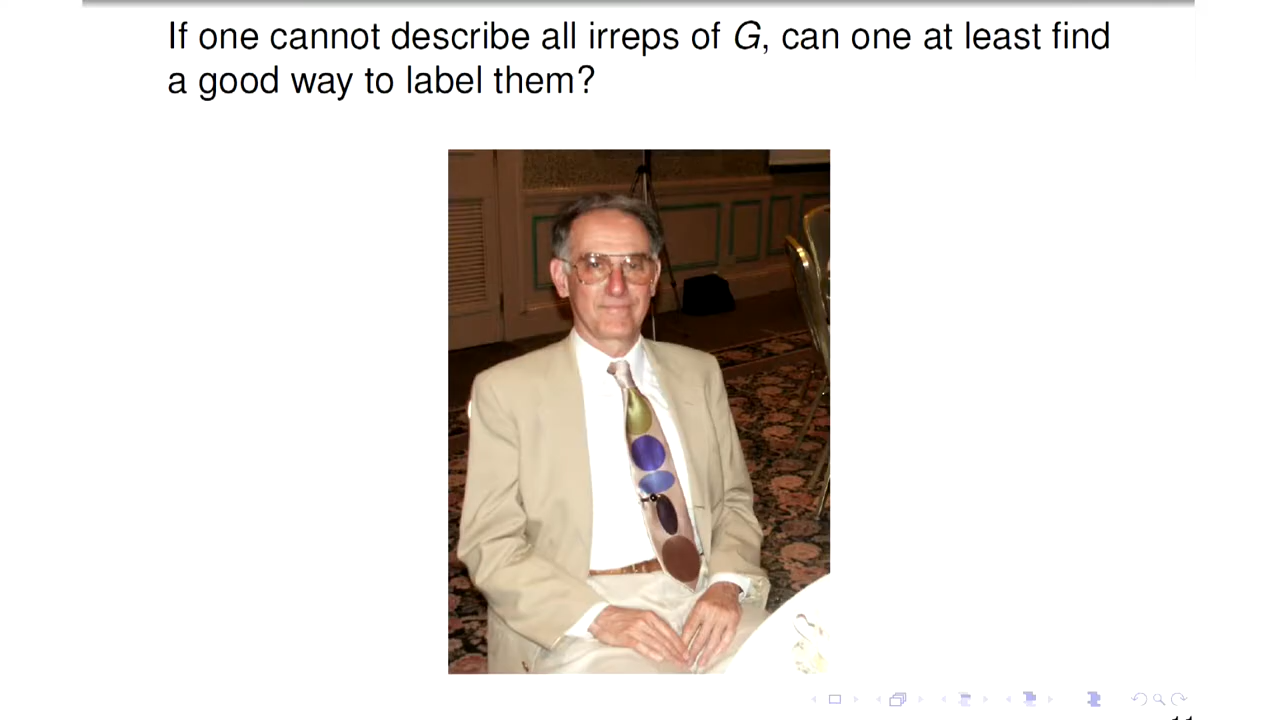 If one cannot describe all irreps of G, can one at least find
a good way to label them?